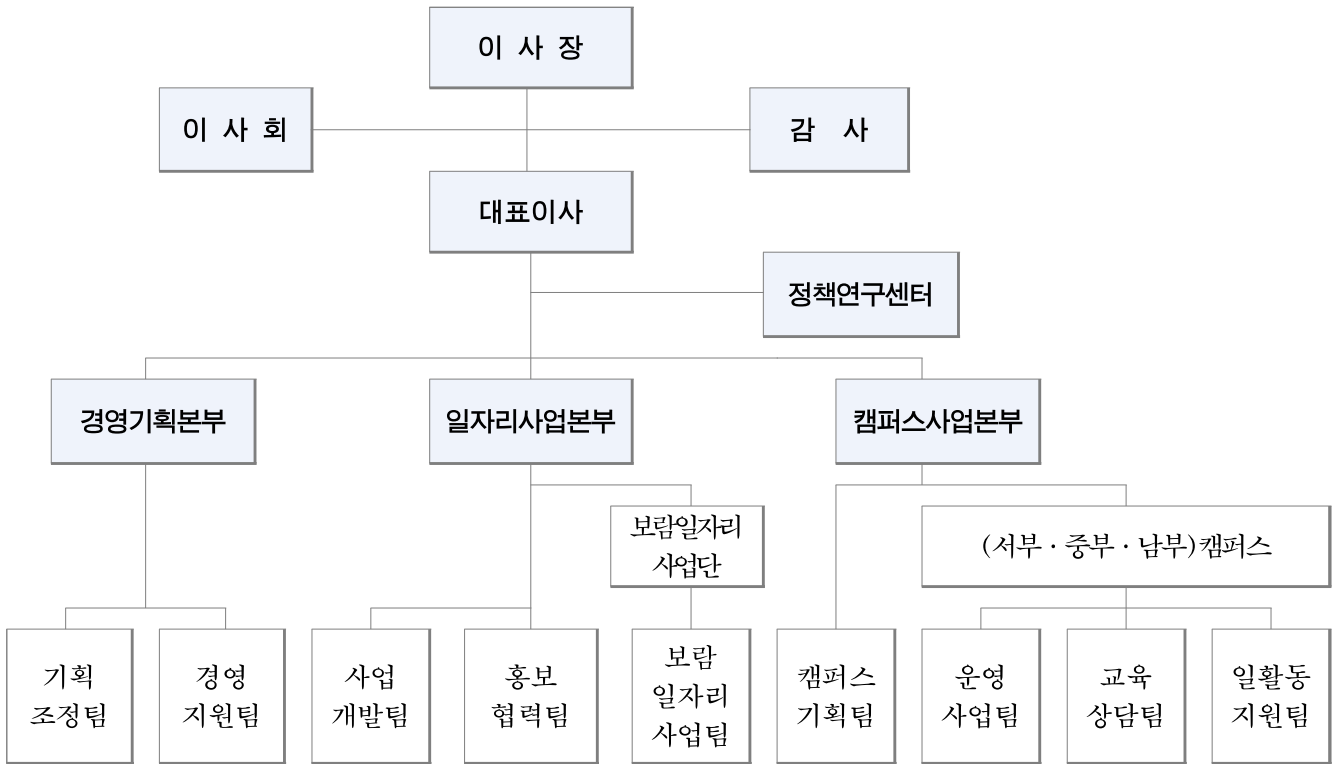 이 사 장
이 사 회
감 사
대표이사
정책연구센터
경영기획본부
일자리사업본부
캠퍼스사업본부
보람일자리
사업단
(서부·중부·남부)캠퍼스
기획
조정팀
경영
지원팀
사업
개발팀
홍보
협력팀
보람
일자리
사업팀
캠퍼스
기획팀
운영
사업팀
교육
상담팀
일활동
지원팀